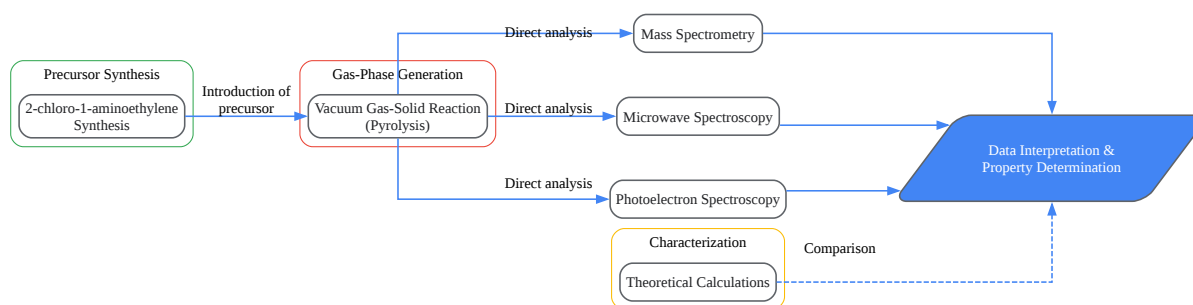 Precursor Synthesis
2-chloro-1-aminoethylene
Synthesis
Introduction of
precursor
Gas-Phase Generation
Vacuum Gas-Solid Reaction
(Pyrolysis)
Direct analysis
Mass Spectrometry
Direct analysis
Microwave Spectroscopy
Direct analysis
Photoelectron Spectroscopy
Characterization
Theoretical Calculations
Comparison
Data Interpretation &
Property Determination